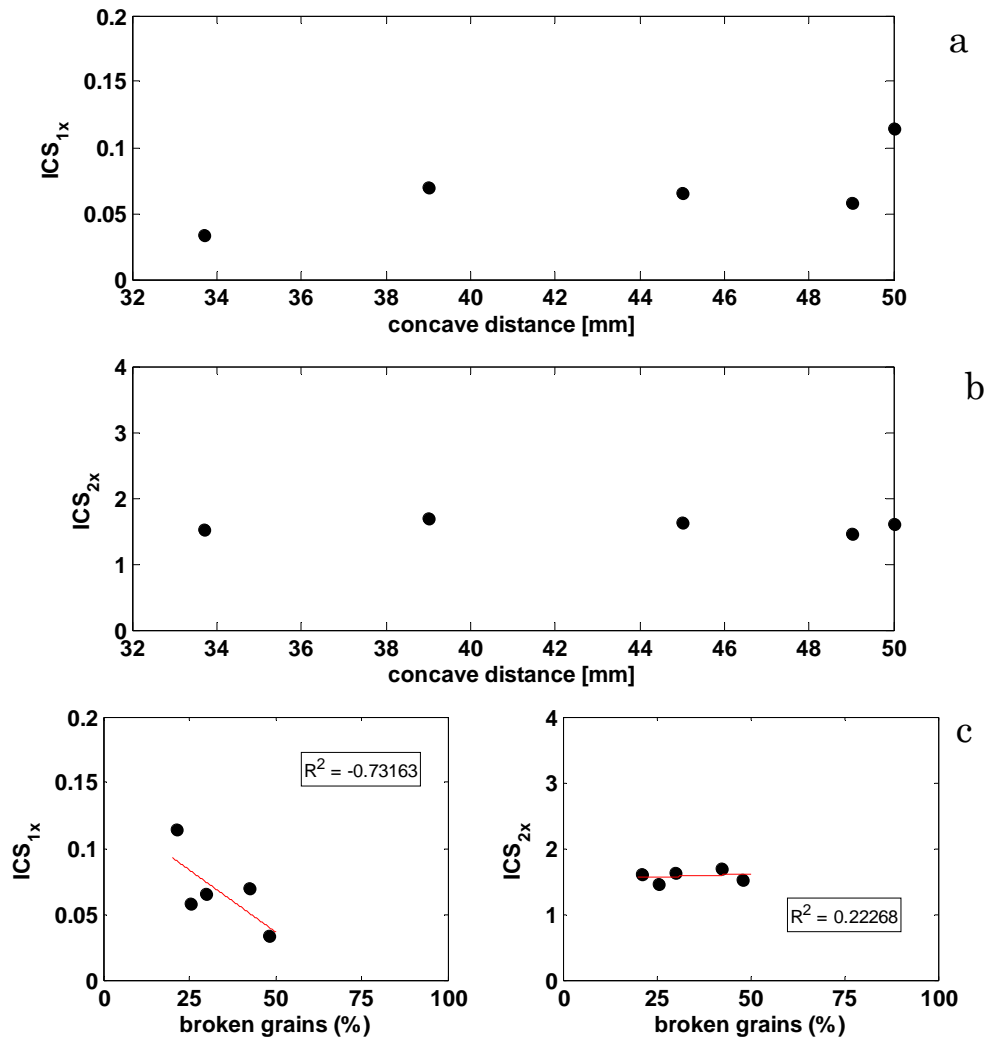 a
0.2
0.15
0.1
0.05
0
ICS1x
32 34 36 38 40 42 44 46 48 50
concave distance [mm]
b
4
3
2
1
0
ICS2x
32 34 36 38 40 42 44 46 48 50
concave distance [mm]
c
0.2
0.15
0.1
0.05
0
ICS1x
R2 = -0.73163
0 25 50 75 100
broken grains (%)
4
3
2
1
0
ICS2x
R2 = 0.22268
0 25 50 75 100
broken grains (%)